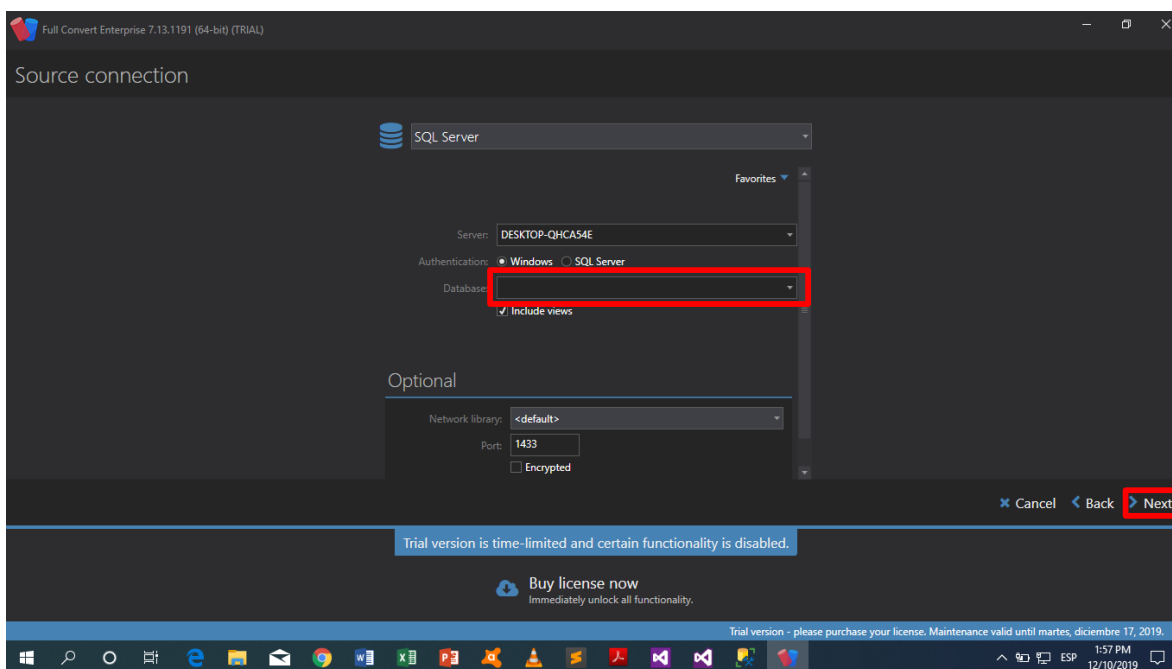 Full Convert Enterprise 7.13.1191 (64-bit) (TRIAL)
Source connection
SQL Server
Favorites
Server: DESKTOP-QHCA54E
Authentication: Windows SQL Server
Database:
Include views
Optional
Network library: <default>
Port: 1433
Encrypted
Cancel Back Next
Trial version is time-limited and certain functionality is disabled.
Buy license now
Immediately unlock all functionality.
Trial version - please purchase your license. Maintenance valid until martes, diciembre 17, 2019.
ESP 1:57 PM
12/10/2019